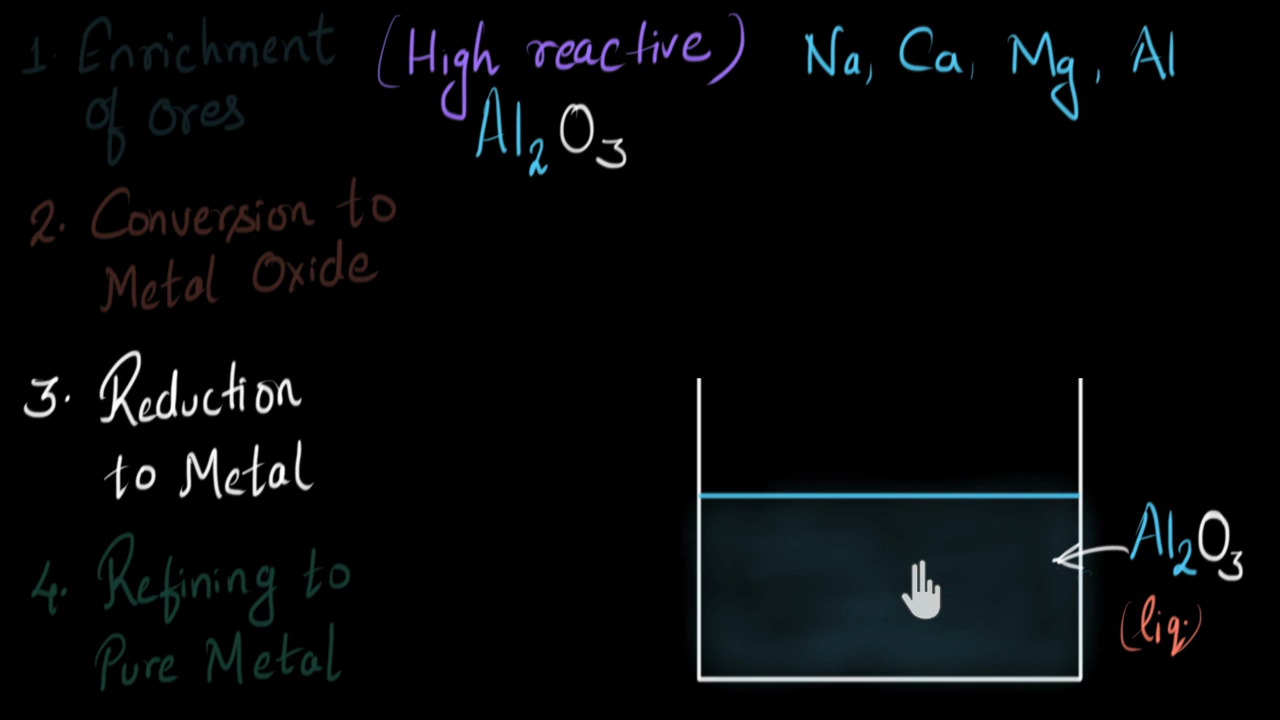 1. Enrichment of ores
(High reactive) Na, Ca, Mg, Al
Al₂O₃
2. Conversion to
Metal Oxide
3. Reduction
to Metal
4. Refining to
Pure Metal
Al₂O₃
(liq.)